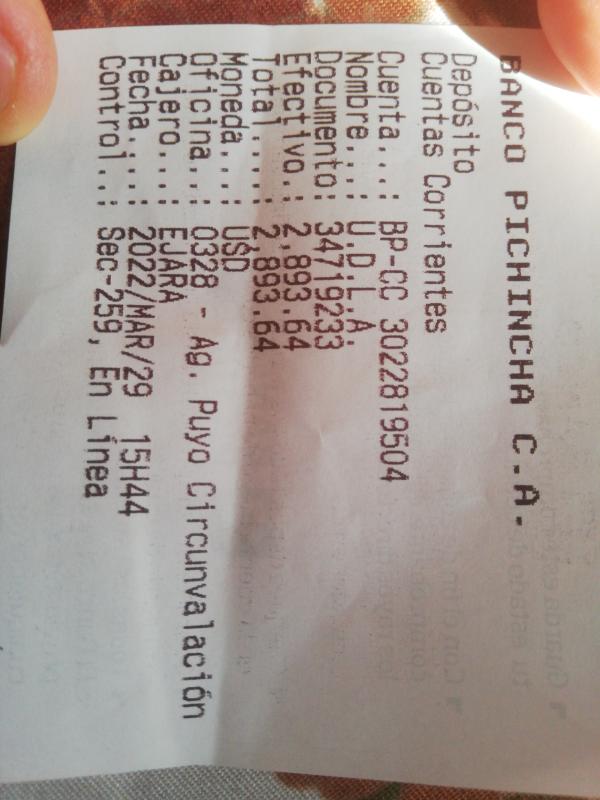 BANCO PICHINCHA C.A.
Depósito
Cuentas Corrientes
Cuenta...: BP-CC 3022819504
Nombre...: U.D.L.A.
Documento: 34719233
Efectivo.: 2,893.64
Total....: 2,893.64
Moneda...: USD
Oficina..: 0328 - Ag. Puyo Circunvalación
Cajero...: EJARA
Fecha....: 2022/MAR/29 15H44
Control..: Sec-259, En Línea